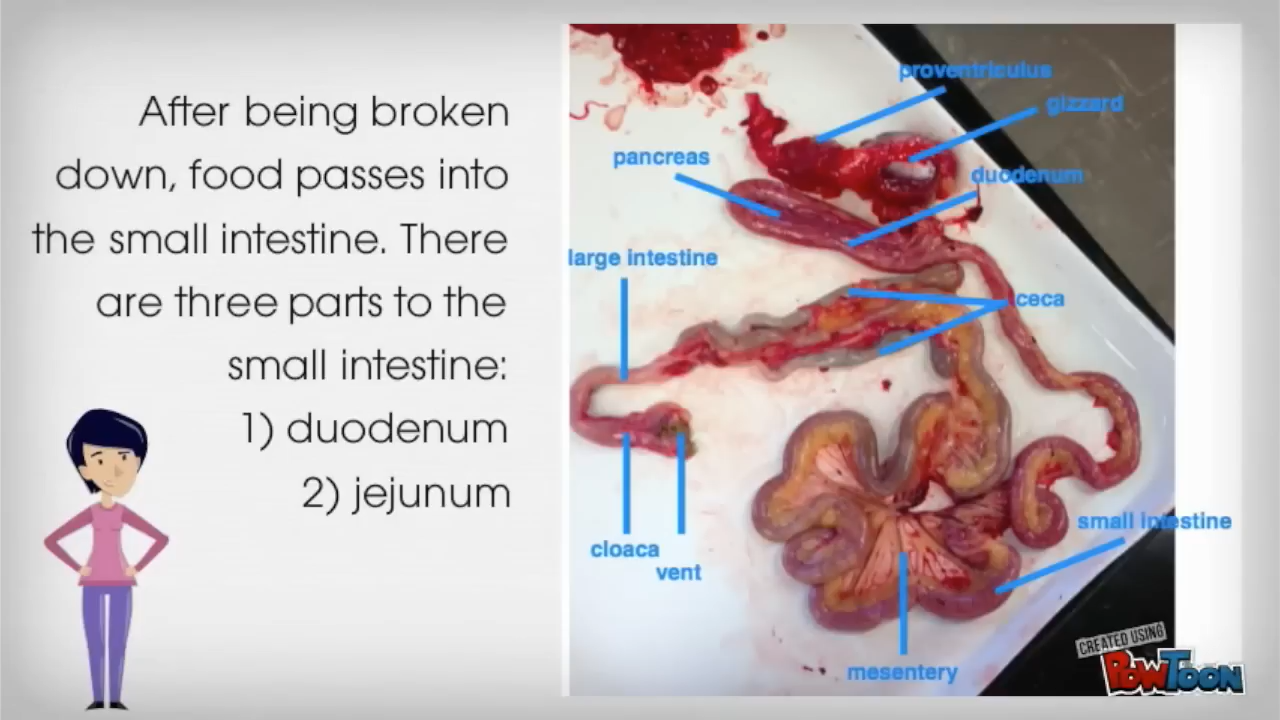 After being broken
down, food passes into
the small intestine. There
are three parts to the
small intestine:
1) duodenum
2) jejunum
proventriculus
gizzard
pancreas
duodenum
large intestine
ceca
small intestine
cloaca
vent
mesentery
CREATED USING
POWTOON